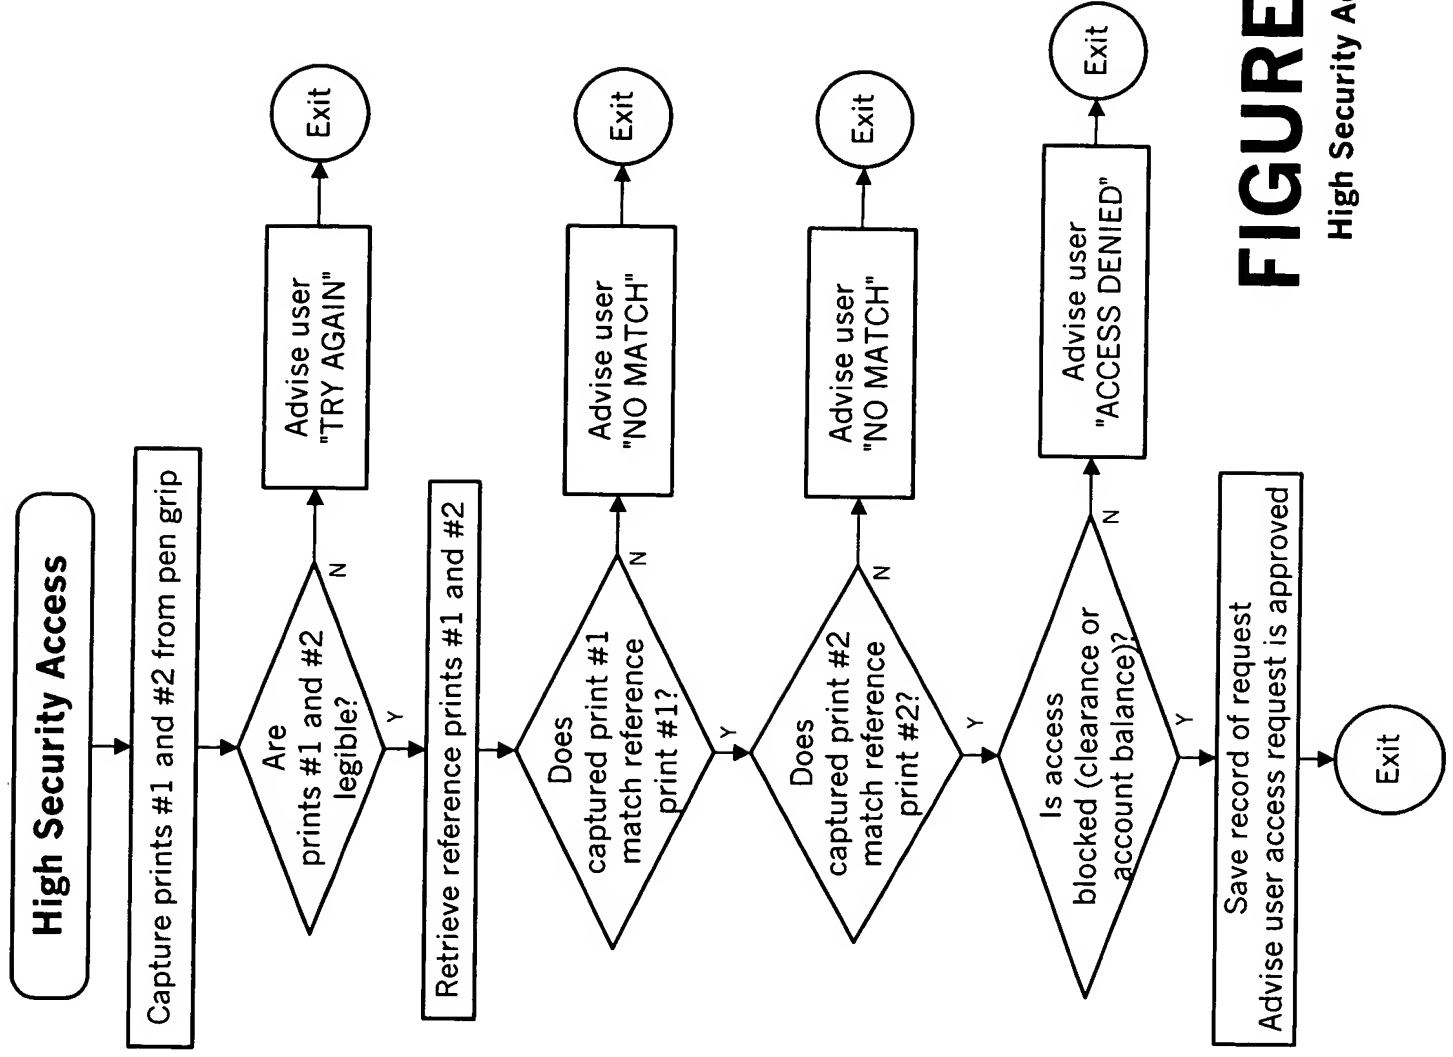 High Security Access
Capture prints #1 and #2 from pen grip
Are
prints #1 and #2
legible?
N
Advise user
"TRY AGAIN"
Exit
Y
Retrieve reference prints #1 and #2
Does
captured print #1
match reference
print #1?
N
Advise user
"NO MATCH"
Exit
Y
Does
captured print #2
match reference
print #2?
N
Advise user
"NO MATCH"
Exit
Y
Is access
blocked (clearance or
account balance)?
N
Advise user
"ACCESS DENIED"
Exit
Y
Save record of request
Advise user access request is approved
Exit
FIGURE
High Security